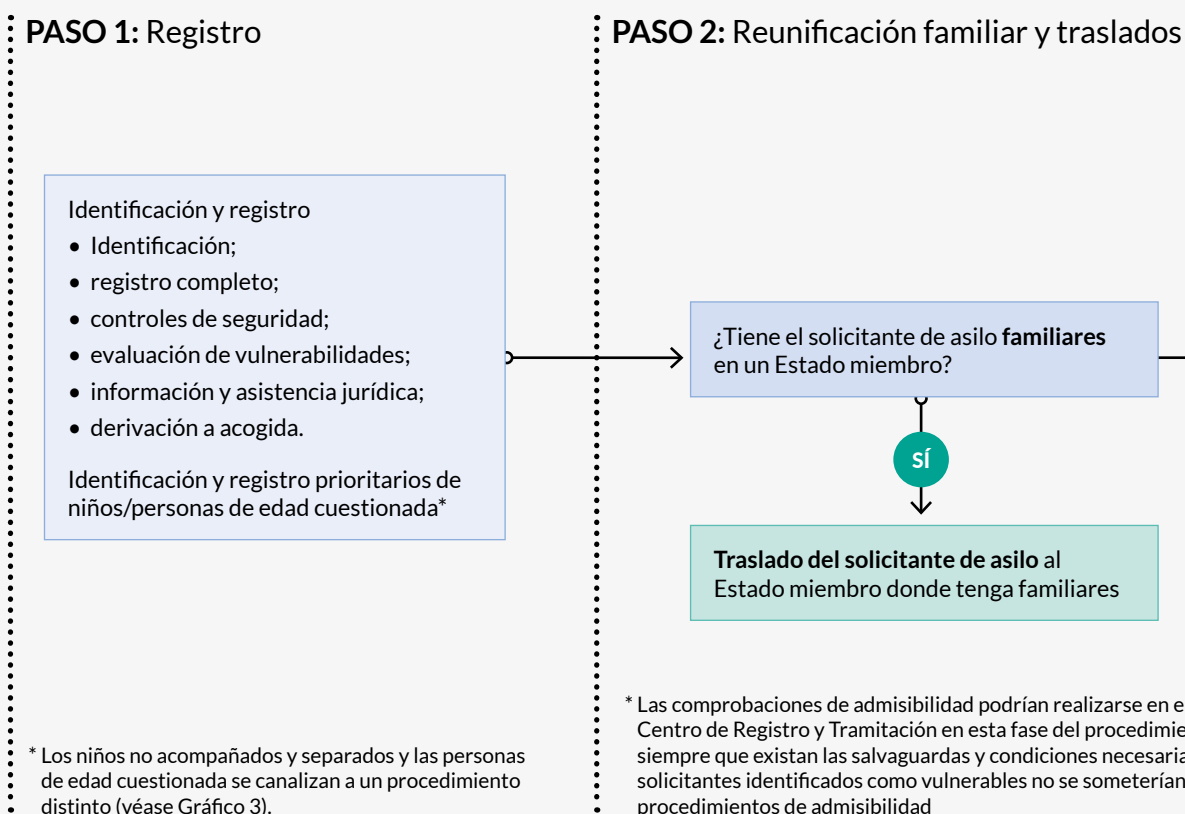 PASO 1: Registro
Identificación y registro
• Identificación;
• registro completo;
• controles de seguridad;
• evaluación de vulnerabilidades;
• información y asistencia jurídica;
• derivación a acogida.
Identificación y registro prioritarios de
niños/personas de edad cuestionada*
* Los niños no acompañados y separados y las personas
de edad cuestionada se canalizan a un procedimiento
distinto (véase Gráfico 3).
PASO 2: Reunificación familiar y traslados
¿Tiene el solicitante de asilo familiares
en un Estado miembro?
SÍ
Traslado del solicitante de asilo al
Estado miembro donde tenga familiares
* Las comprobaciones de admisibilidad podrían realizarse en
Centro de Registro y Tramitación en esta fase del
siempre que existan las salvaguardas y condiciones
solicitantes identificados como vulnerables no se someterían
procedimientos de admisibilidad